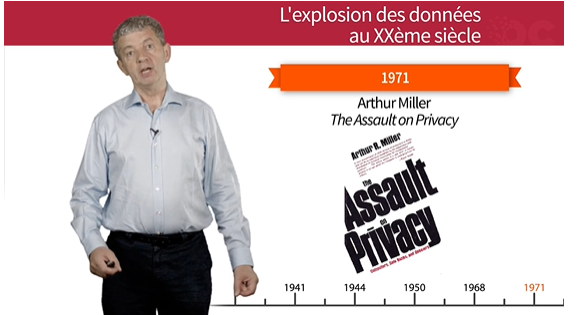 L'explosion des données
au XXème siècle
1971
Arthur Miller
The Assault on Privacy
Arthur R. Miller
the
Assault
on
Privacy
1941 1944 1950 1968 1971